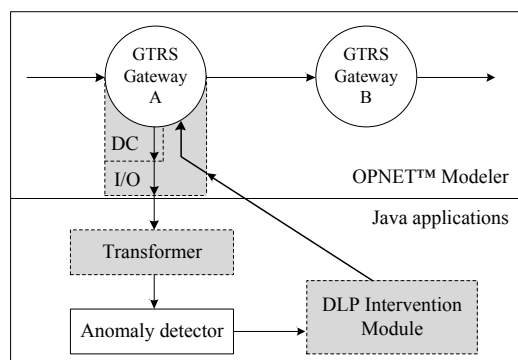 GTRS
Gateway
A
GTRS
Gateway
B
DC
I/O
OPNET™ Modeler
Java applications
Transformer
Anomaly detector
DLP Intervention
Module